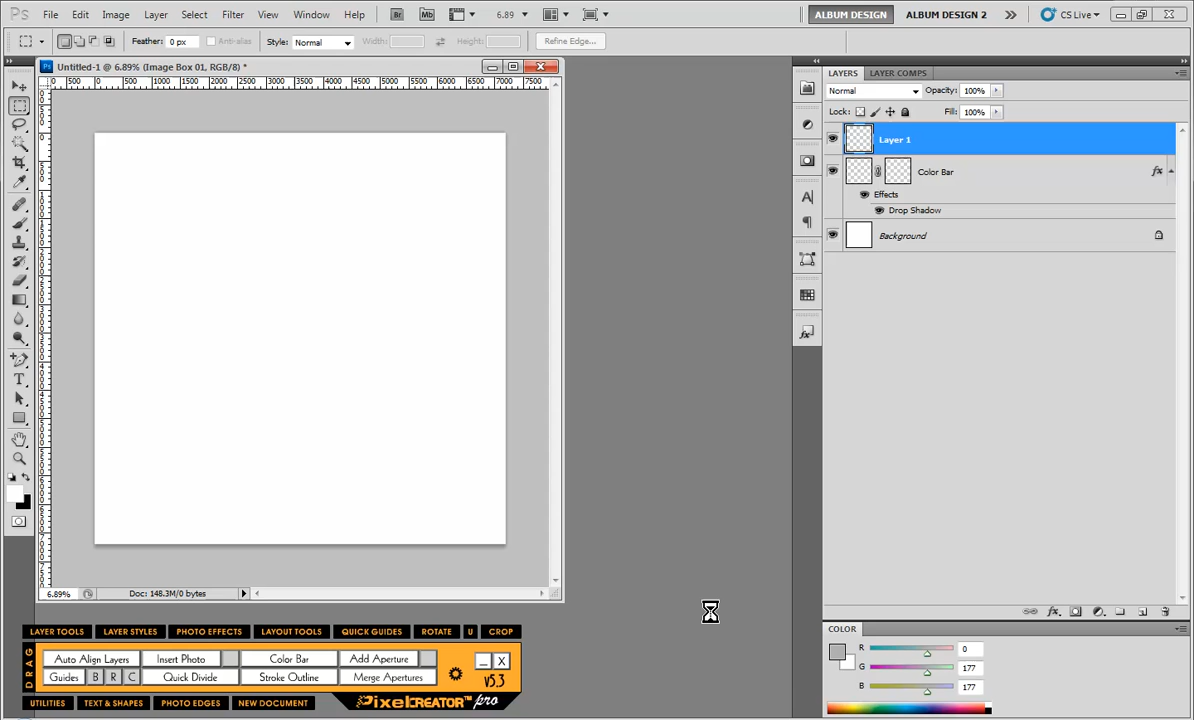 Ps File Edit Image Layer Select Filter View Window Help Br Mb 6.89 ALBUM DESIGN ALBUM DESIGN 2 CS Live
Feather: 0 px Anti-alias Style: Normal Width: Height: Refine Edge...
Untitled-1 @ 6.89% (Image Box 01, RGB/8) *
500 0 500 1000 1500 2000 2500 3000 3500 4000 4500 5000 5500 6000 6500 7000 7500
6.89% Doc: 148.3M/0 bytes
LAYERS LAYER COMPS
Normal Opacity: 100%
Lock: Fill: 100%
Layer 1
Color Bar fx
Effects
Drop Shadow
Background
COLOR
R 0
G 177
B 177
LAYER TOOLS LAYER STYLES PHOTO EFFECTS LAYOUT TOOLS QUICK GUIDES ROTATE U CROP
DRAG
Auto Align Layers Insert Photo Color Bar Add Aperture _ X
Guides B R C Quick Divide Stroke Outline Merge Apertures v5.3
UTILITIES TEXT & SHAPES PHOTO EDGES NEW DOCUMENT PixelCREATOR™ pro